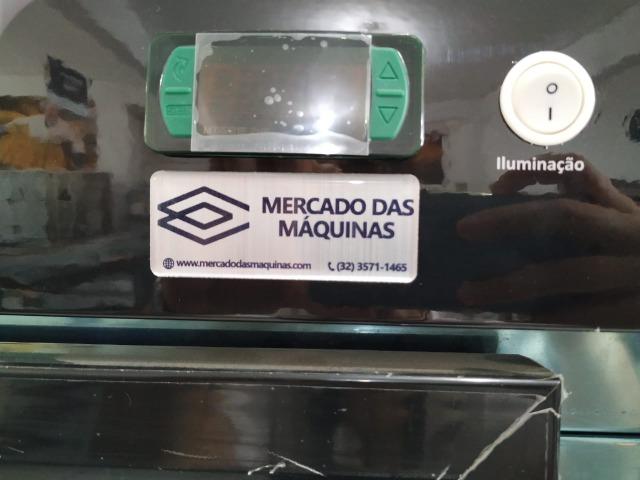 Iluminação
MERCADO DAS
MÁQUINAS
www.mercadodasmaquinas.com (32) 3571-1465